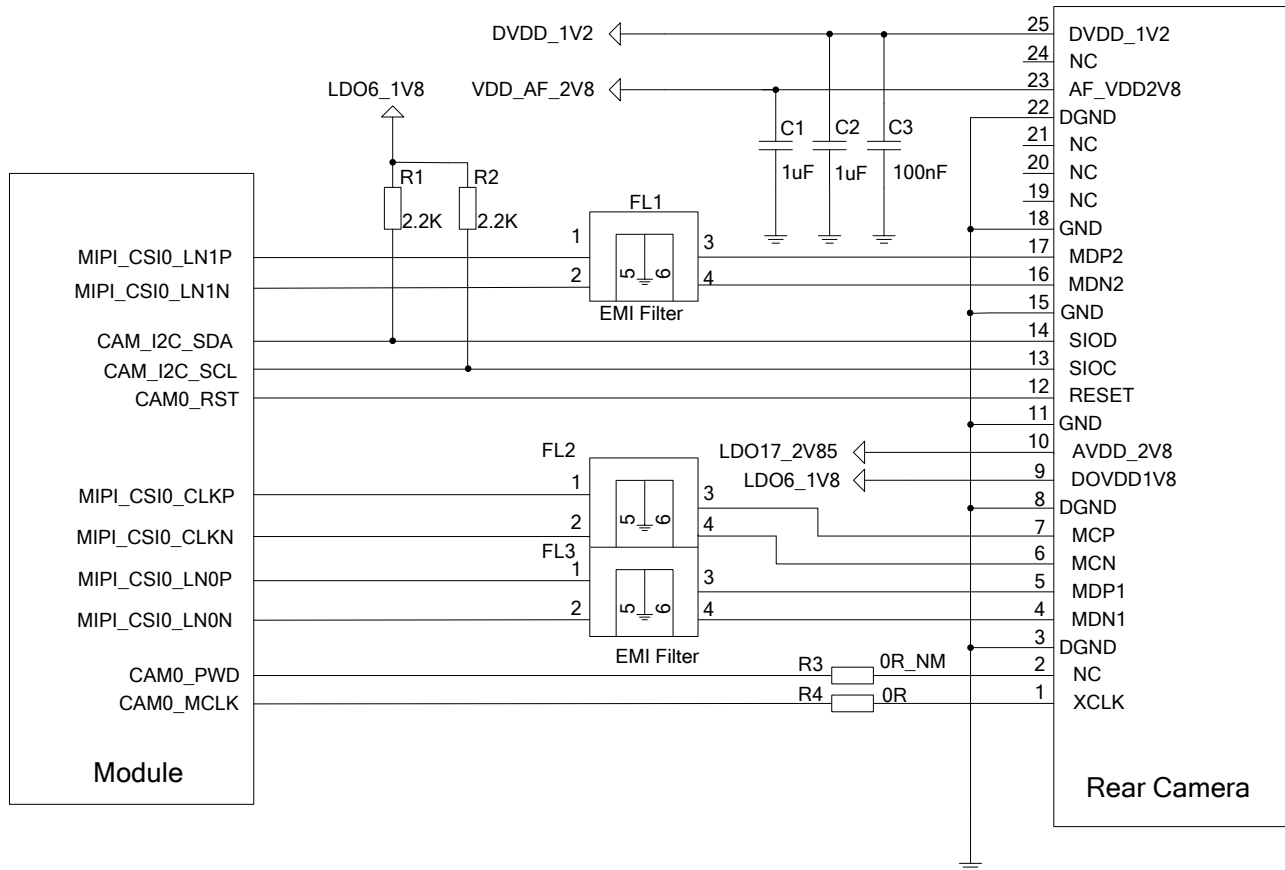 DVDD_1V2
25
DVDD_1V2
24
NC
LDO6_1V8
VDD_AF_2V8
23
AF_VDD2V8
22
DGND
C1
C2
C3
21
NC
1uF
1uF
100nF
20
NC
R1
R2
19
NC
2.2K
2.2K
FL1
18
GND
MIPI_CSI0_LN1P
1
3
17
MDP2
MIPI_CSI0_LN1N
2
5
6
4
16
MDN2
EMI Filter
15
GND
CAM_I2C_SDA
14
SIOD
CAM_I2C_SCL
13
SIOC
CAM0_RST
12
RESET
11
GND
FL2
LDO17_2V85
10
AVDD_2V8
LDO6_1V8
9
DOVDD1V8
MIPI_CSI0_CLKP
1
3
8
DGND
5
6
7
MCP
MIPI_CSI0_CLKN
2
4
6
MCN
FL3
MIPI_CSI0_LN0P
1
3
5
MDP1
MIPI_CSI0_LN0N
2
5
6
4
4
MDN1
EMI Filter
3
DGND
CAM0_PWD
R3
0R_NM
2
NC
CAM0_MCLK
R4
0R
1
XCLK
Module
Rear Camera